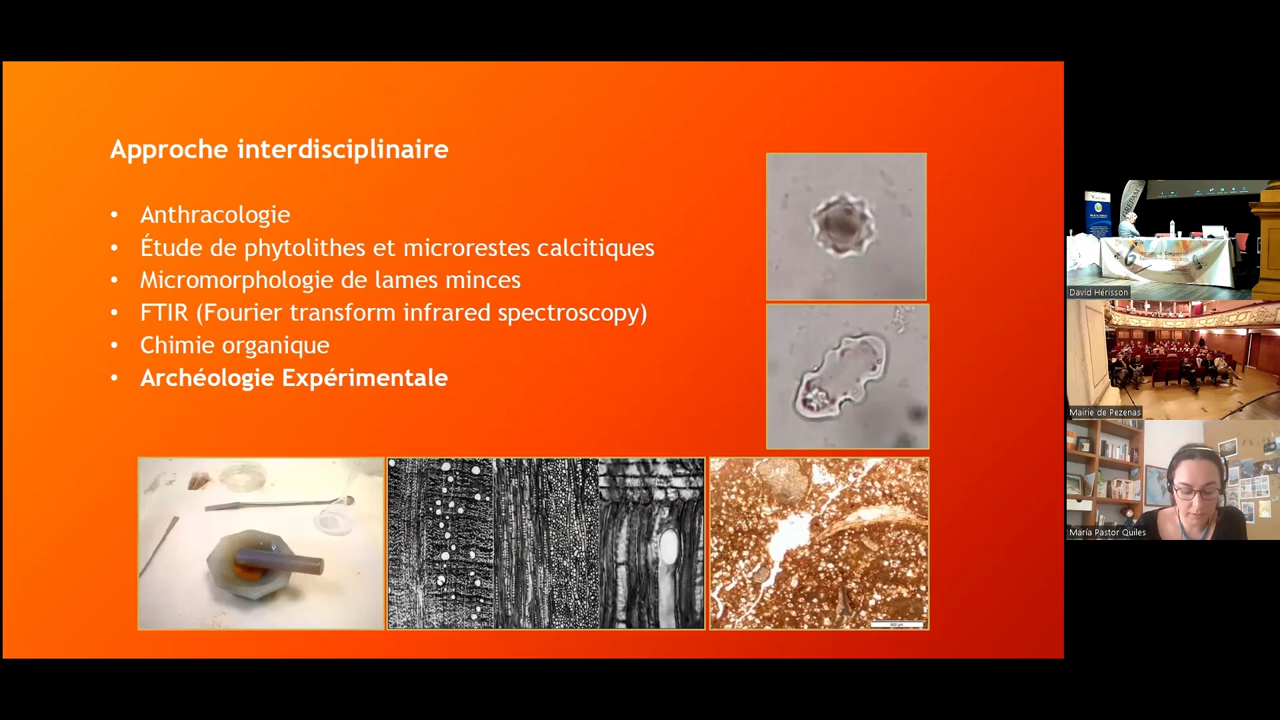 Approche interdisciplinaire
• Anthracologie
• Étude de phytolithes et microrestes calcitiques
• Micromorphologie de lames minces
• FTIR (Fourier transform infrared spectroscopy)
• Chimie organique
• Archéologie Expérimentale
David Hérisson
Mairie de Pezenas
María Pastor Quiles